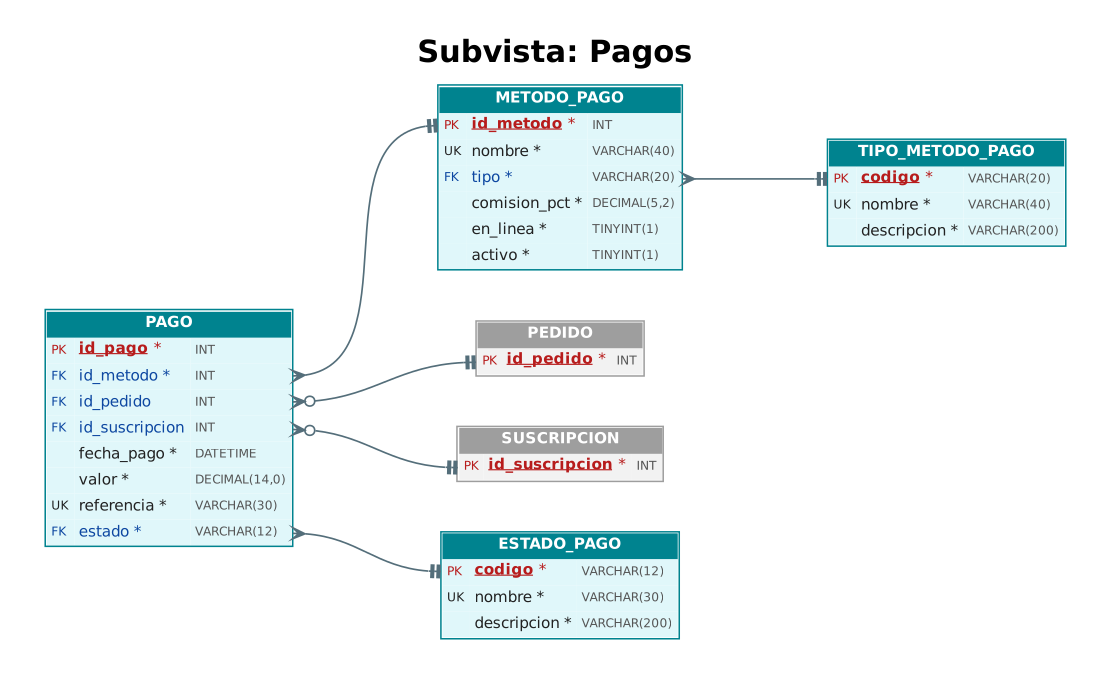 Subvista: Pagos
METODO_PAGO
PK id_metodo * INT
UK nombre * VARCHAR(40)
FK tipo * VARCHAR(20)
comision_pct * DECIMAL(5,2)
en_linea * TINYINT(1)
activo * TINYINT(1)
TIPO_METODO_PAGO
PK codigo * VARCHAR(20)
UK nombre * VARCHAR(40)
descripcion * VARCHAR(200)
PAGO
PK id_pago * INT
FK id_metodo * INT
FK id_pedido INT
FK id_suscripcion INT
fecha_pago * DATETIME
valor * DECIMAL(14,0)
UK referencia * VARCHAR(30)
FK estado * VARCHAR(12)
PEDIDO
PK id_pedido * INT
SUSCRIPCION
PK id_suscripcion * INT
ESTADO_PAGO
PK codigo * VARCHAR(12)
UK nombre * VARCHAR(30)
descripcion * VARCHAR(200)